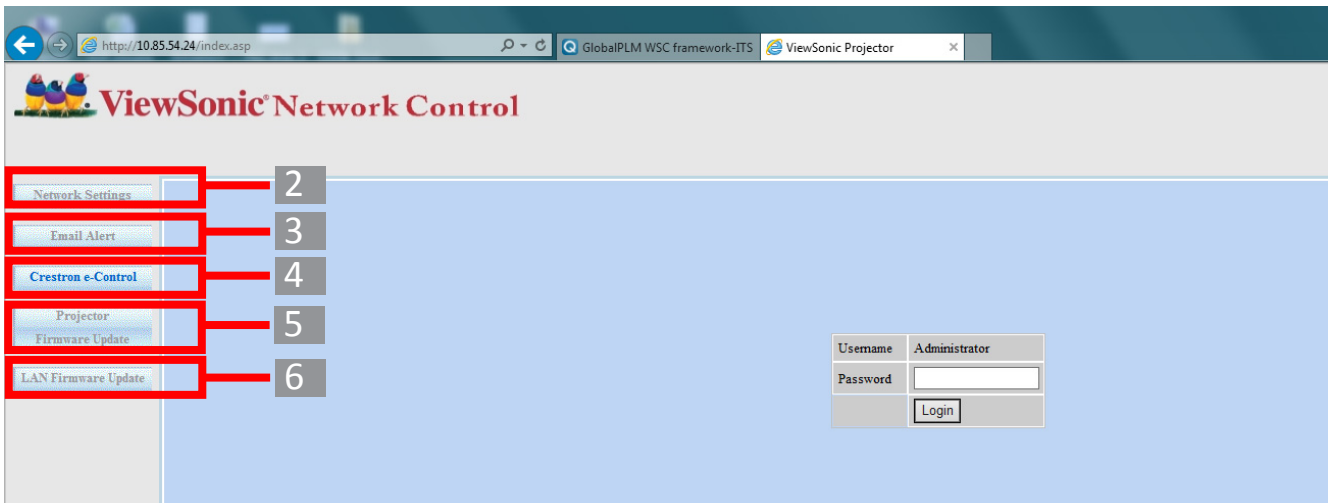 http://10.85.54.24/index.asp
GlobalPLM WSC framework-ITS
ViewSonic Projector
ViewSonic® Network Control
Network Settings
2
Email Alert
3
Crestron e-Control
4
Projector
Firmware Update
5
LAN Firmware Update
6
Username Administrator
Password
Login